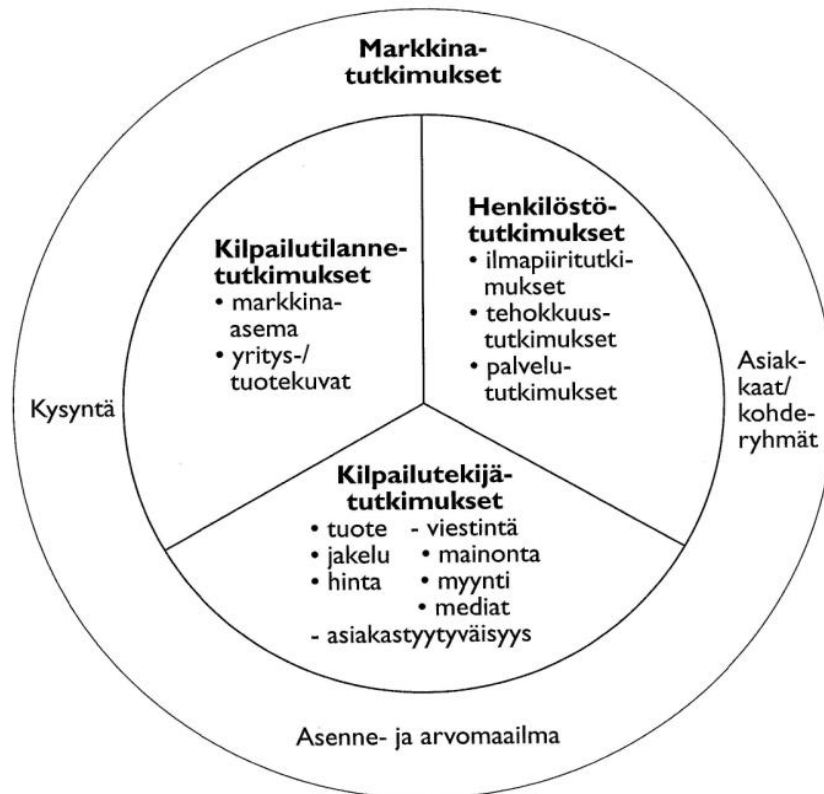 Markkina-
tutkimukset
Kilpailutilanne-
tutkimukset
• markkina-
asema
• yritys-/
tuotekuvat
Henkilöstö-
tutkimukset
• ilmapiiritutki-
mukset
• tehokkuus-
tutkimukset
• palvelu-
tutkimukset
Kysyntä
Asiak-
kaat/
kohde-
ryhmät
Kilpailutekijä-
tutkimukset
• tuote - viestintä
• jakelu • mainonta
• hinta • myynti
• mediat
- asiakastyytyväisyys
Asenne- ja arvomaailma